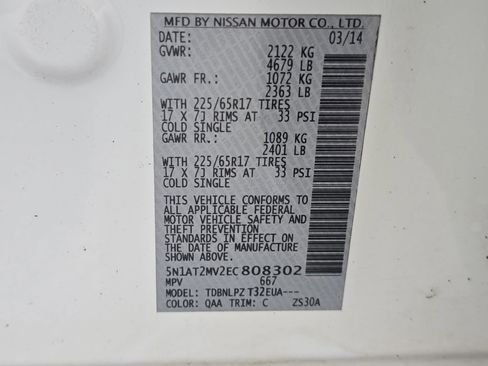 MFD BY NISSAN MOTOR CO., LTD.
DATE: 03/14
GVWR: 2122 KG
4679 LB
GAWR FR.: 1072 KG
2363 LB
WITH 225/65R17 TIRES
17 X 7J RIMS AT 33 PSI
COLD SINGLE
GAWR RR.: 1089 KG
2401 LB
WITH 225/65R17 TIRES
17 X 7J RIMS AT 33 PSI
COLD SINGLE
THIS VEHICLE CONFORMS TO
ALL APPLICABLE FEDERAL
MOTOR VEHICLE SAFETY
AND THEFT PREVENTION
STANDARDS IN EFFECT ON
THE DATE OF MANUFACTURE
SHOWN ABOVE.
5N1AT2MV2EC808302
MPV 667
MODEL: TDBNLPZ T32EUA---
COLOR: QAA TRIM: C ZS30A